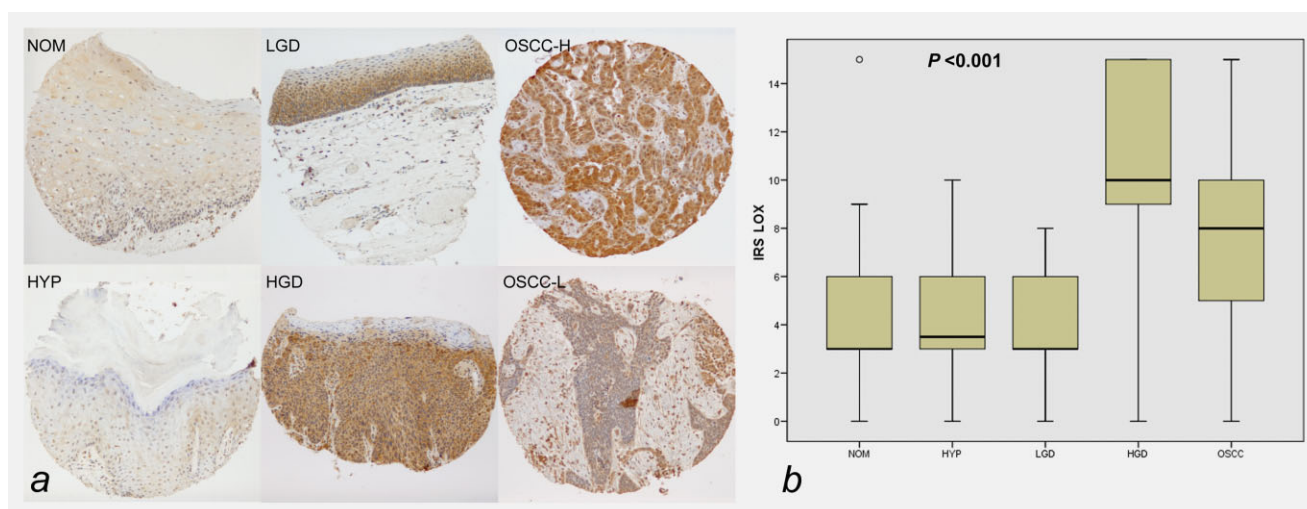 NOM
LGD
OSCC-H
HYP
HGD
OSCC-L
a
P <0.001
IRS LOX
14
12
10
8
6
4
2
0
NOM HYP LGD HGD OSCC
b